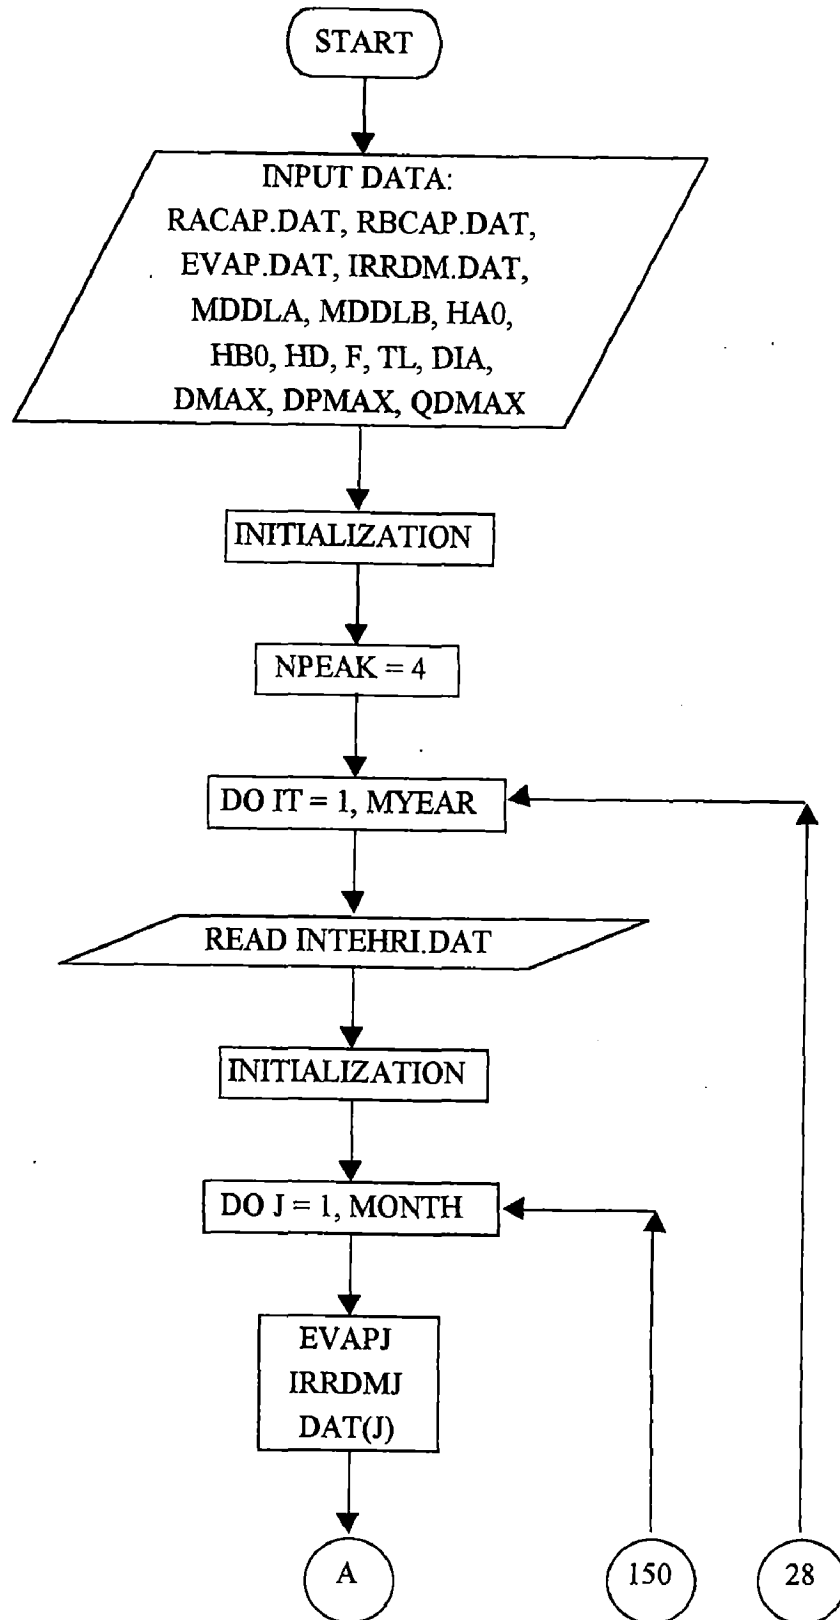 START
INPUT DATA:
RACAP.DAT, RBCAP.DAT,
EVAP.DAT, IRRDM.DAT,
MDDLA, MDDLB, HA0,
HB0, HD, F, TL, DIA,
DMAX, DPMAX, QDMAX
INITIALIZATION
NPEAK = 4
DO IT = 1, MYEAR
READ INTEHRI.DAT
INITIALIZATION
DO J = 1, MONTH
EVAPJ
IRRDMJ
DAT(J)
A
150
28